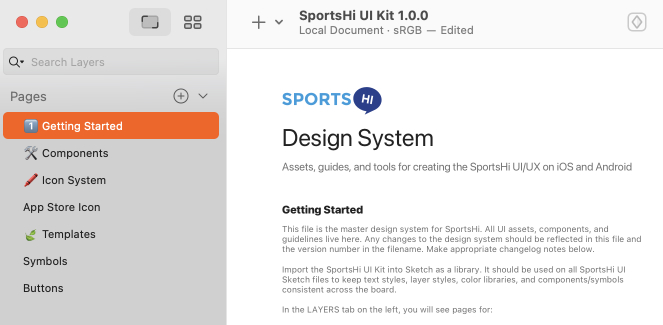 SportsHi UI Kit 1.0.0
Local Document · sRGB — Edited
Search Layers
Pages
1 Getting Started
Components
Icon System
App Store Icon
Templates
Symbols
Buttons
SPORTS HI
Design System
Assets, guides, and tools for creating the SportsHi UI/UX on iOS and Android
Getting Started
This file is the master design system for SportsHi. All UI assets, components, and
guidelines live here. Any changes to the design system should be reflected in this file and
the version number in the filename. Make appropriate changelog notes below.
Import the SportsHi UI Kit into Sketch as a library. It should be used on all SportsHi UI
Sketch files to keep text styles, layer styles, color libraries, and components/symbols
consistent across the board.
In the LAYERS tab on the left, you will see pages for: